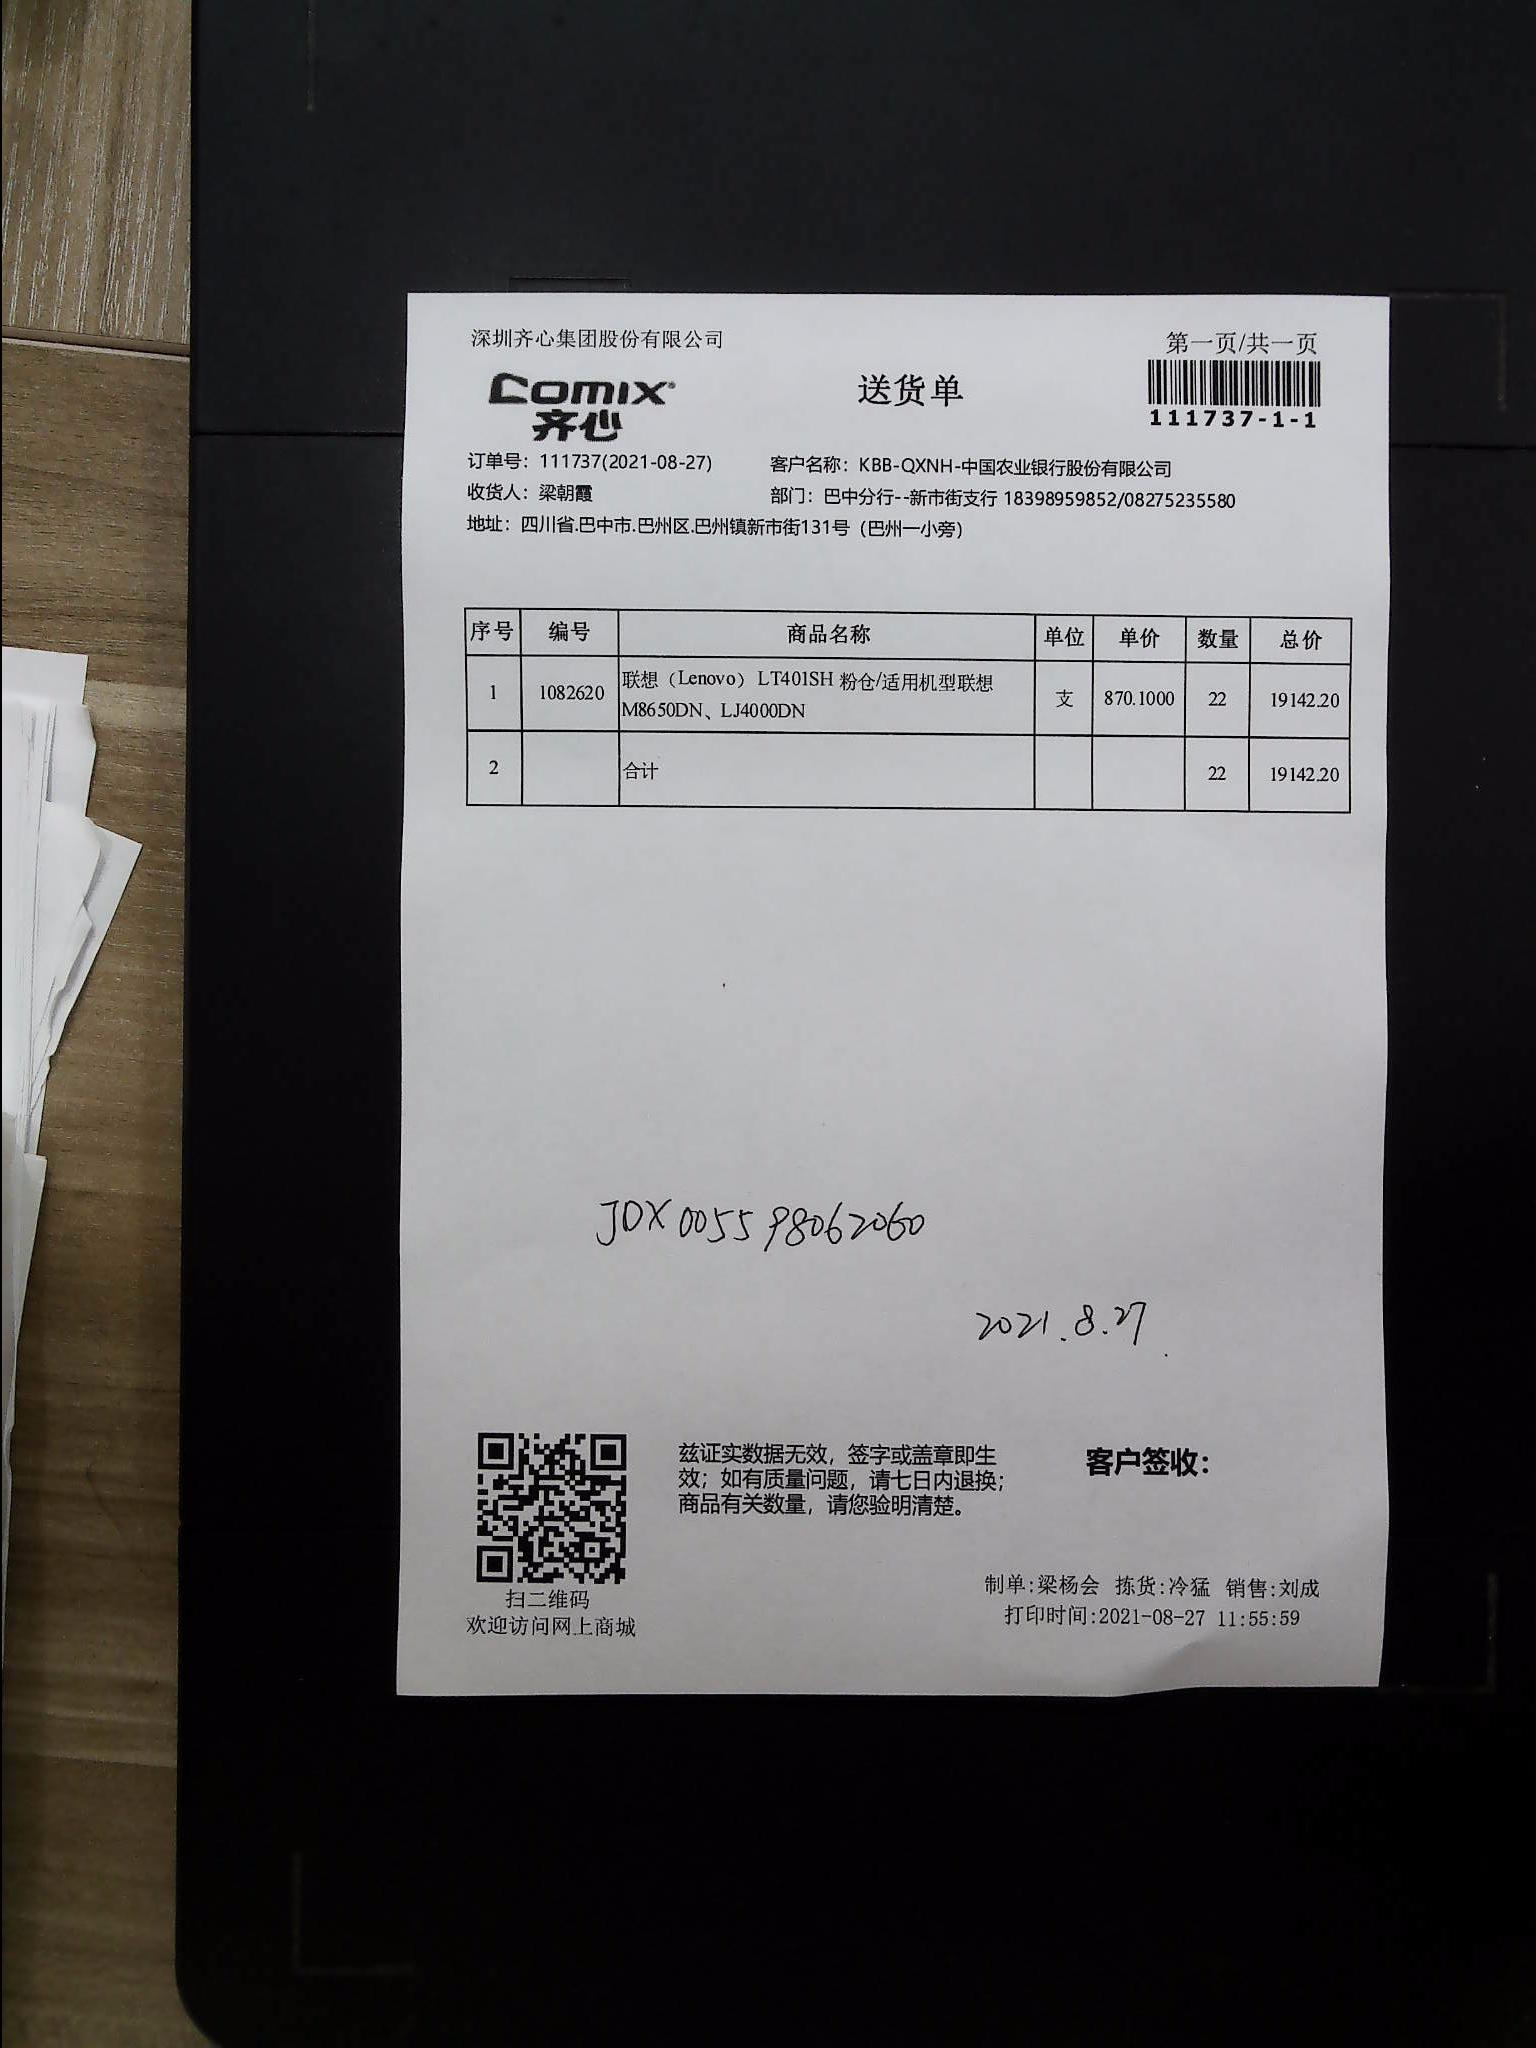 深圳齐心集团股份有限公司
第一页/共一页
COMIX®
齐心
送货单
111737-1-1
订单号：111737(2021-08-27)
客户名称：KBB-QXNH-中国农业银行股份有限公司
收货人：梁朝霞
部门：巴中分行--新市街支行 18398959852/08275235580
地址：四川省.巴中市.巴州区.巴州镇新市街131号（巴州一小旁）
序号 编号 商品名称 单位 单价 数量 总价
1 1082620 联想（Lenovo）LT401SH 粉仓/适用机型联想 支 870.1000 22 19142.20
M8650DN、LJ4000DN
2 合计 22 19142.20
JDX005598062060
2021.8.27
兹证实数据无效，签字或盖章即生
效；如有质量问题，请七日内退换；
商品有关数量，请您验明清楚。
客户签收：
扫二维码
欢迎访问网上商城
制单:梁杨会 拣货:冷猛 销售:刘成
打印时间:2021-08-27 11:55:59